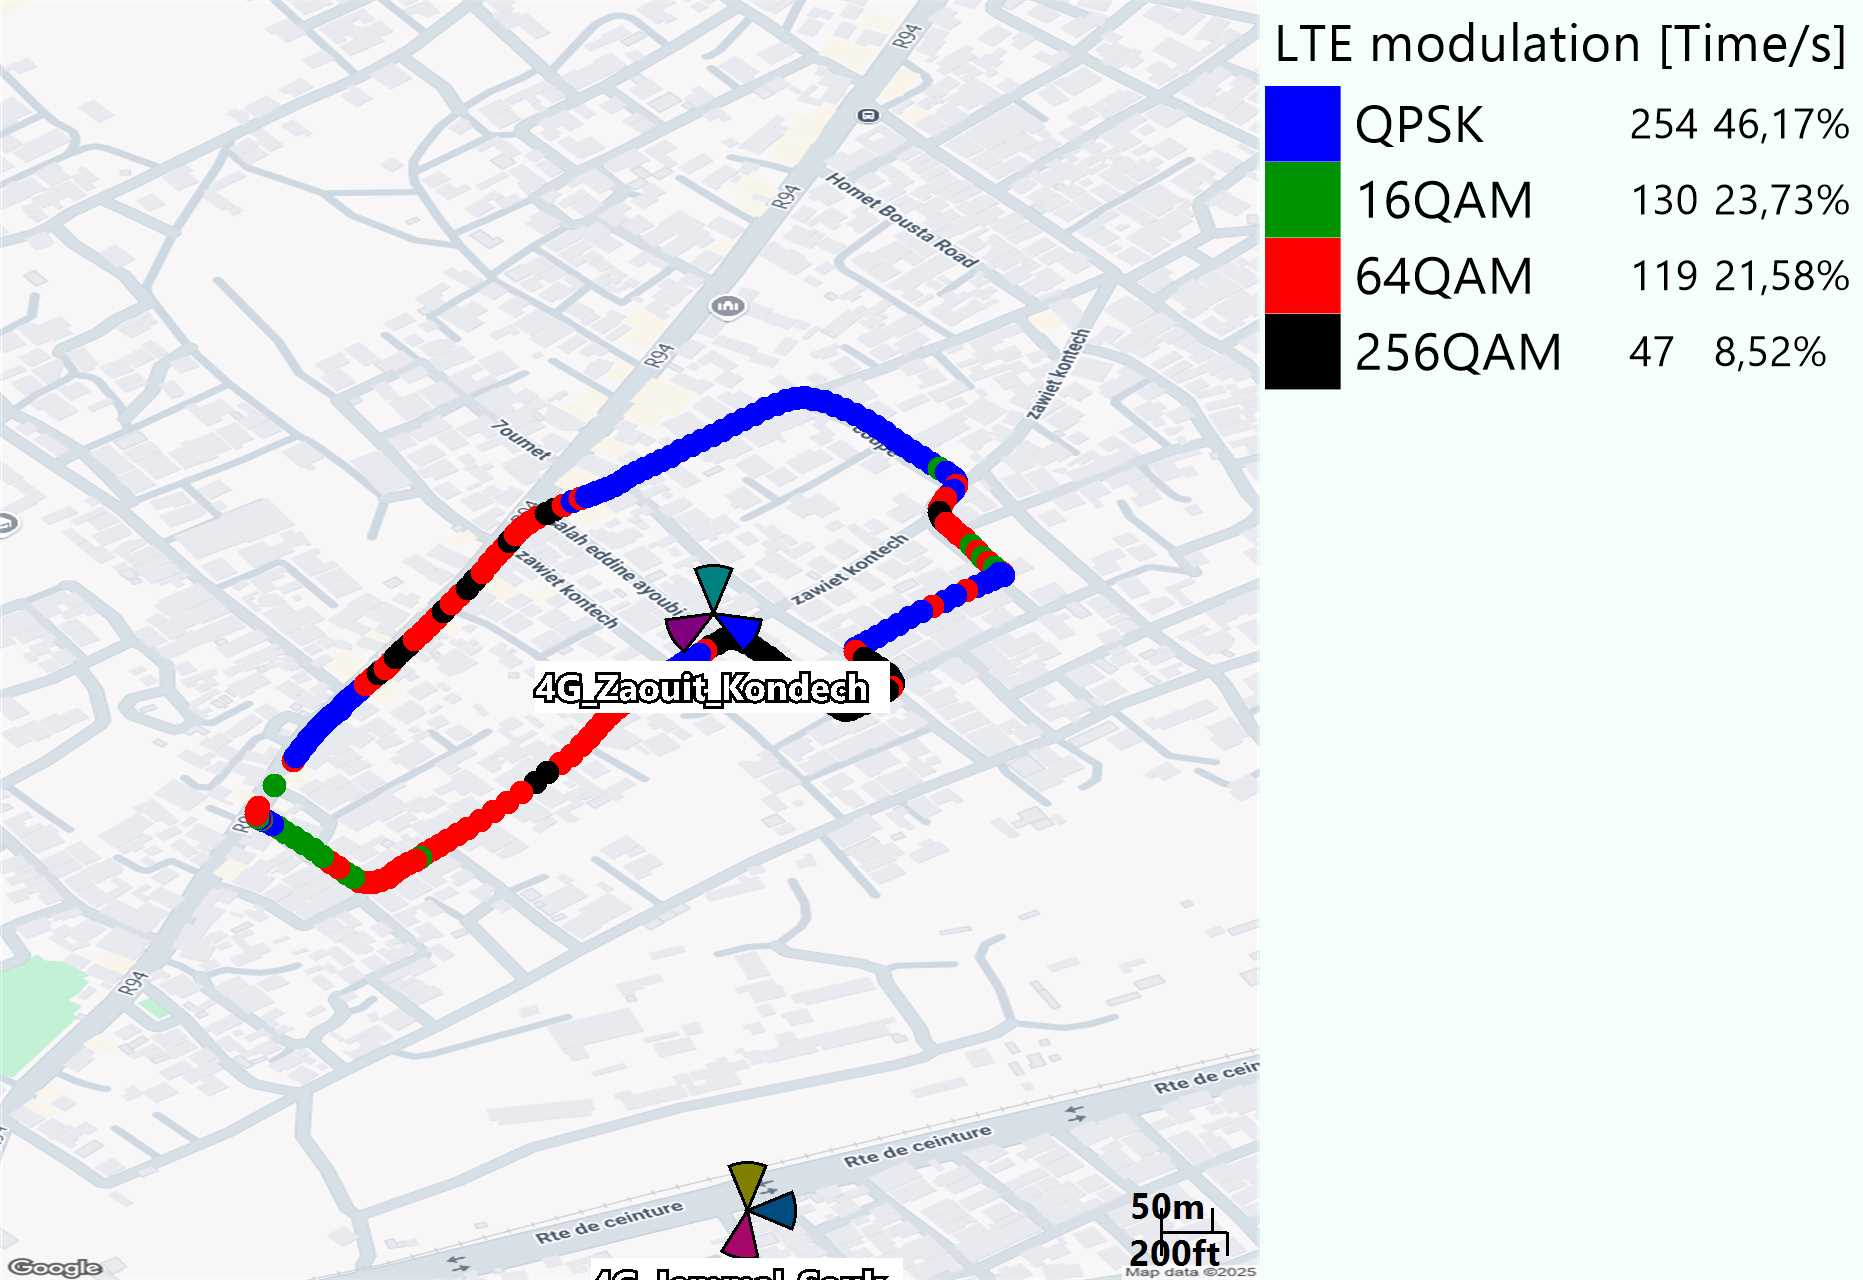 LTE modulation [Time/s]
QPSK 254 46,17%
16QAM 130 23,73%
64QAM 119 21,58%
256QAM 47 8,52%
R94
R94
Homet Bousta Road
R94
zawiet kontech
7oumet
coupe
salah eddine ayoubi
zawiet kontech
zawiet kontech
4G_Zaouit_Kondech
R94
Rte de cein
Rte de ceinture
Rte de ceinture
50m
200ft
Google
Map data ©2025